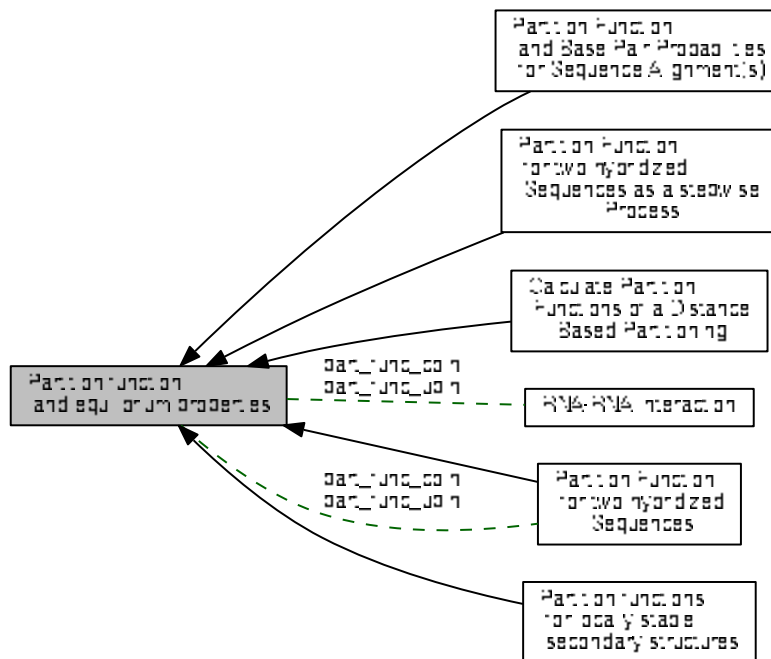 Partition Function
and Base Pair Probabilities
for Sequence Alignment(s)
Partition Function
for two hybridized
Sequences as a stepwise
Process
Calculate Partition
Functions of a Distance
Based Partitioning
part_func_co.h
part_func_up.h
Partition function
and equilibrium properties
RNA-RNA interaction
part_func_co.h
part_func_up.h
Partition Function
for two hybridized
Sequences
Partition functions
for locally stable
secondary structures